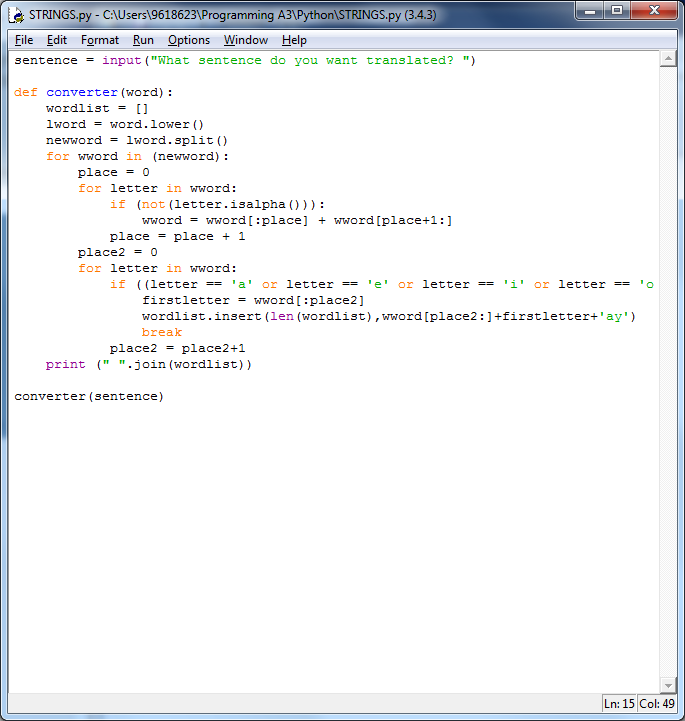 STRINGS.py - C:\Users\9618623\Programming A3\Python\STRINGS.py (3.4.3)
File Edit Format Run Options Window Help
sentence = input("What sentence do you want translated? ")
def converter(word):
    wordlist = []
    lword = word.lower()
    newword = lword.split()
    for wword in (newword):
        place = 0
        for letter in wword:
            if (not(letter.isalpha())):
                wword = wword[:place] + wword[place+1:]
            place = place + 1
        place2 = 0
        for letter in wword:
            if ((letter == 'a' or letter == 'e' or letter == 'i' or letter == 'o
                firstletter = wword[:place2]
                wordlist.insert(len(wordlist),wword[place2:]+firstletter+'ay')
                break
            place2 = place2+1
    print (" ".join(wordlist))
converter(sentence)
Ln: 15 Col: 49